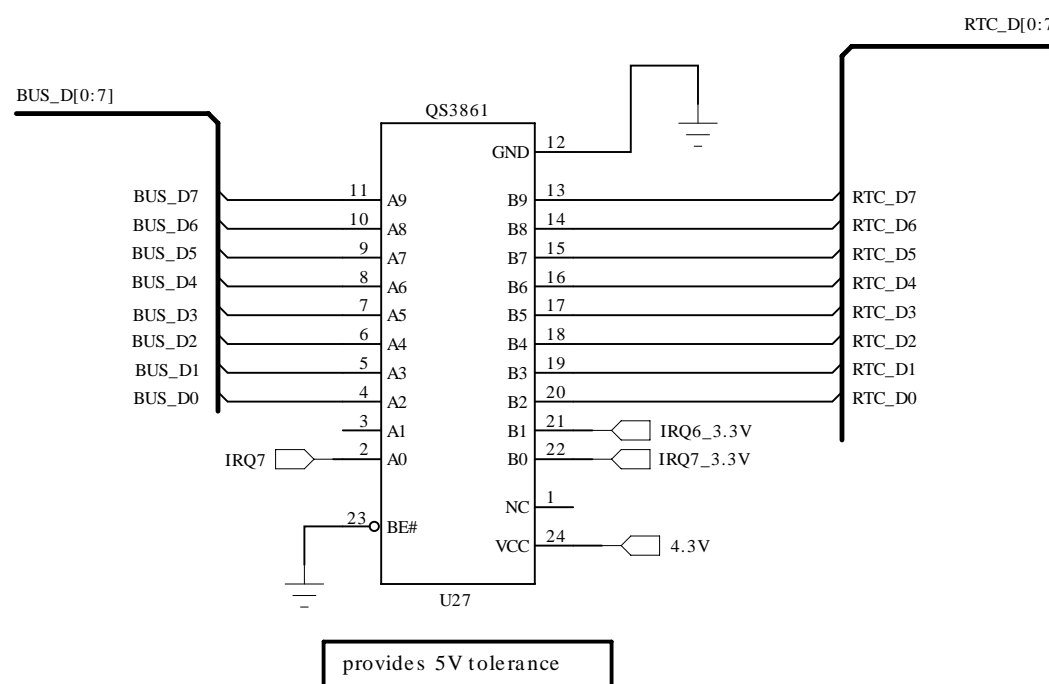 RTC_D[0:7
BUS_D[0:7]
QS3861
GND 12
BUS_D7 11 A9 B9 13 RTC_D7
BUS_D6 10 A8 B8 14 RTC_D6
BUS_D5 9 A7 B7 15 RTC_D5
BUS_D4 8 A6 B6 16 RTC_D4
BUS_D3 7 A5 B5 17 RTC_D3
BUS_D2 6 A4 B4 18 RTC_D2
BUS_D1 5 A3 B3 19 RTC_D1
BUS_D0 4 A2 B2 20 RTC_D0
3 A1 B1 21 IRQ6_3.3V
IRQ7 2 A0 B0 22 IRQ7_3.3V
NC 1
23 BE#
VCC 24 4.3V
U27
provides 5V tolerance